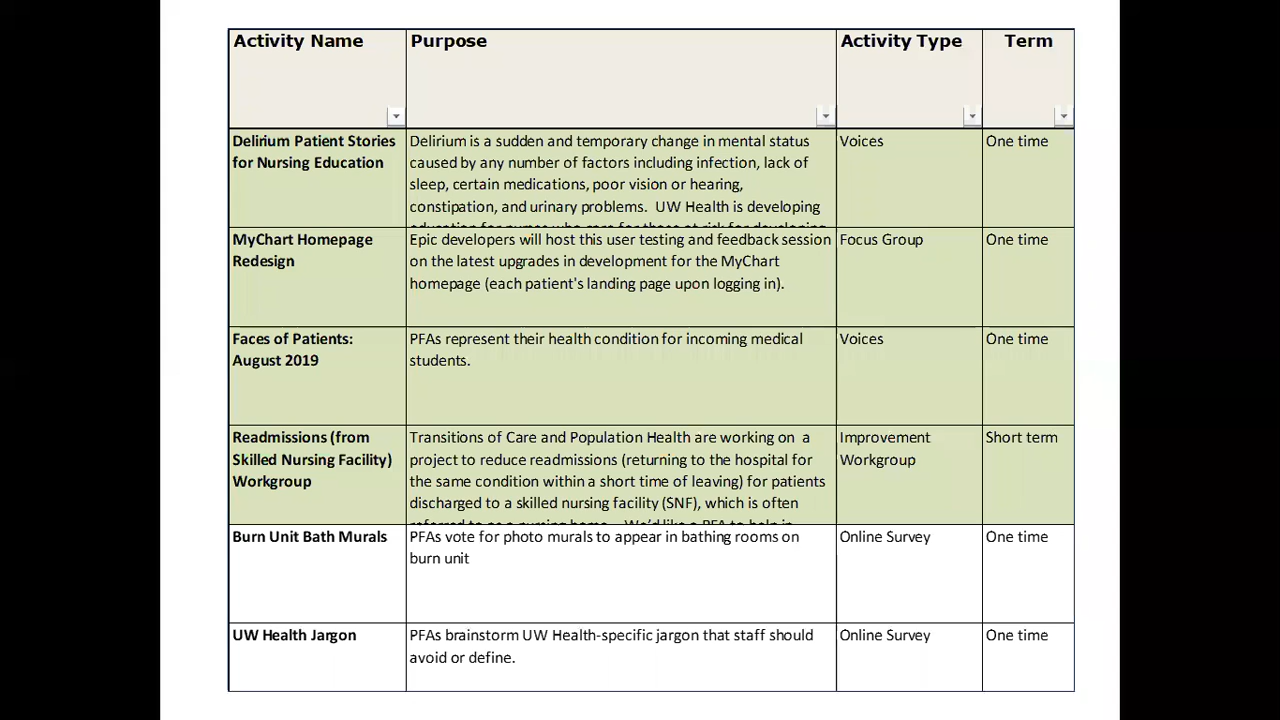 Activity Name
Purpose
Activity Type
Term
Delirium Patient Stories
for Nursing Education
Delirium is a sudden and temporary change in mental status
caused by any number of factors including infection, lack of
sleep, certain medications, poor vision or hearing,
constipation, and urinary problems.  UW Health is developing
Voices
One time
MyChart Homepage
Redesign
Epic developers will host this user testing and feedback session
on the latest upgrades in development for the MyChart
homepage (each patient's landing page upon logging in).
Focus Group
One time
Faces of Patients:
August 2019
PFAs represent their health condition for incoming medical
students.
Voices
One time
Readmissions (from
Skilled Nursing Facility)
Workgroup
Transitions of Care and Population Health are working on  a
project to reduce readmissions (returning to the hospital for
the same condition within a short time of leaving) for patients
discharged to a skilled nursing facility (SNF), which is often
Improvement
Workgroup
Short term
Burn Unit Bath Murals
PFAs vote for photo murals to appear in bathing rooms on
burn unit
Online Survey
One time
UW Health Jargon
PFAs brainstorm UW Health-specific jargon that staff should
avoid or define.
Online Survey
One time